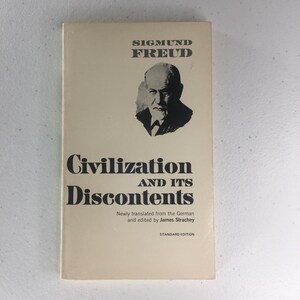 SIGMUND
FREUD
Civilization
AND ITS
Discontents
Newly translated from the German
and edited by James Strachey
STANDARD EDITION